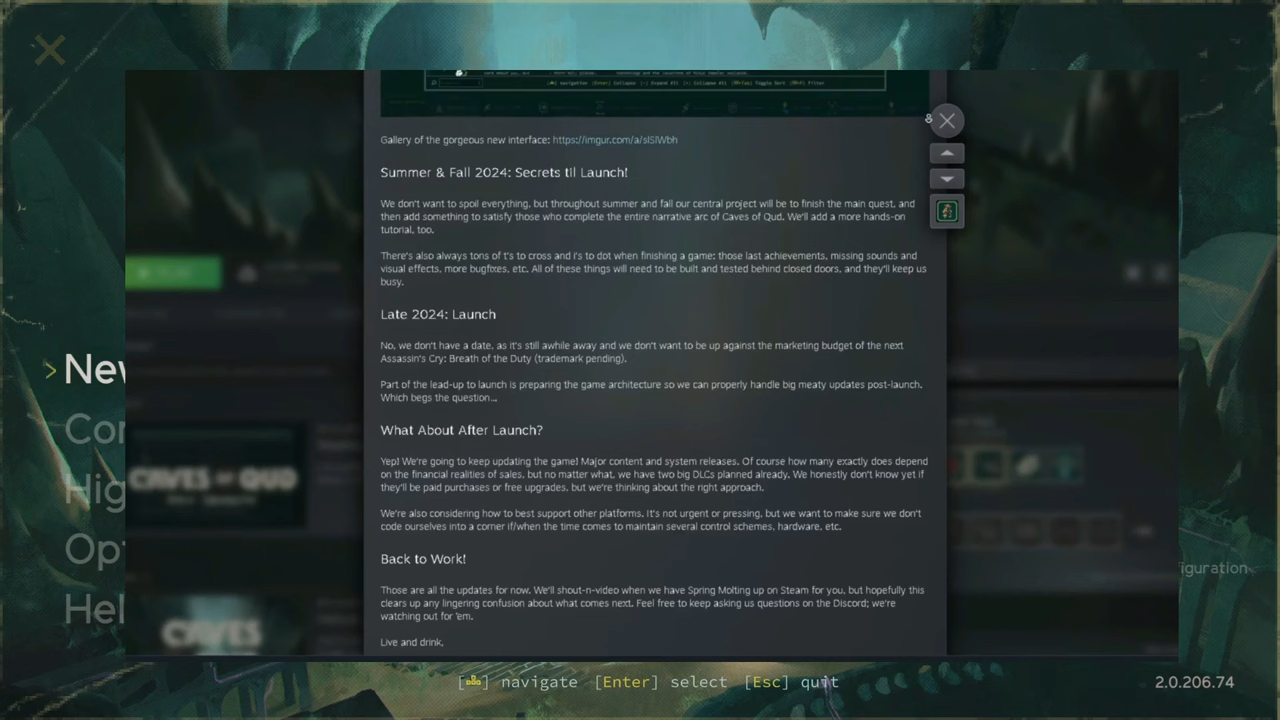 Gallery of the gorgeous new interface: https://imgur.com/a/slSlWbh
8
Summer & Fall 2024: Secrets til Launch!
We don't want to spoil everything, but throughout summer and fall our central project will be to finish the main quest, and
then add something to satisfy those who complete the entire narrative arc of Caves of Qud. We'll add a more hands-on
tutorial, too.
There's also always tons of t's to cross and i's to dot when finishing a game: those last achievements, missing sounds and
visual effects, more bugfixes, etc. All of these things will need to be built and tested behind closed doors, and they'll keep us
busy.
Late 2024: Launch
No, we don't have a date, as it's still awhile away and we don't want to be up against the marketing budget of the next
Assassin's Cry: Breath of the Duty (trademark pending).
Part of the lead-up to launch is preparing the game architecture so we can properly handle big meaty updates post-launch.
Which begs the question...
What About After Launch?
Yep! We're going to keep updating the game! Major content and system releases. Of course how many exactly does depend
on the financial realities of sales, but no matter what, we have two big DLCs planned already. We honestly don't know yet if
they'll be paid purchases or free upgrades, but we're thinking about the right approach.
We're also considering how to best support other platforms. It's not urgent or pressing, but we want to make sure we don't
code ourselves into a corner if/when the time comes to maintain several control schemes, hardware, etc.
Back to Work!
Those are all the updates for now. We'll shout-n-video when we have Spring Molting up on Steam for you, but hopefully this
clears up any lingering confusion about what comes next. Feel free to keep asking us questions on the Discord; we're
watching out for 'em.
Live and drink,
> New
Con
Hig
Opt
Hel
CAVES OF QUD
CAVES
iguration
[] navigate [Enter] select [Esc] quit
2.0.206.74